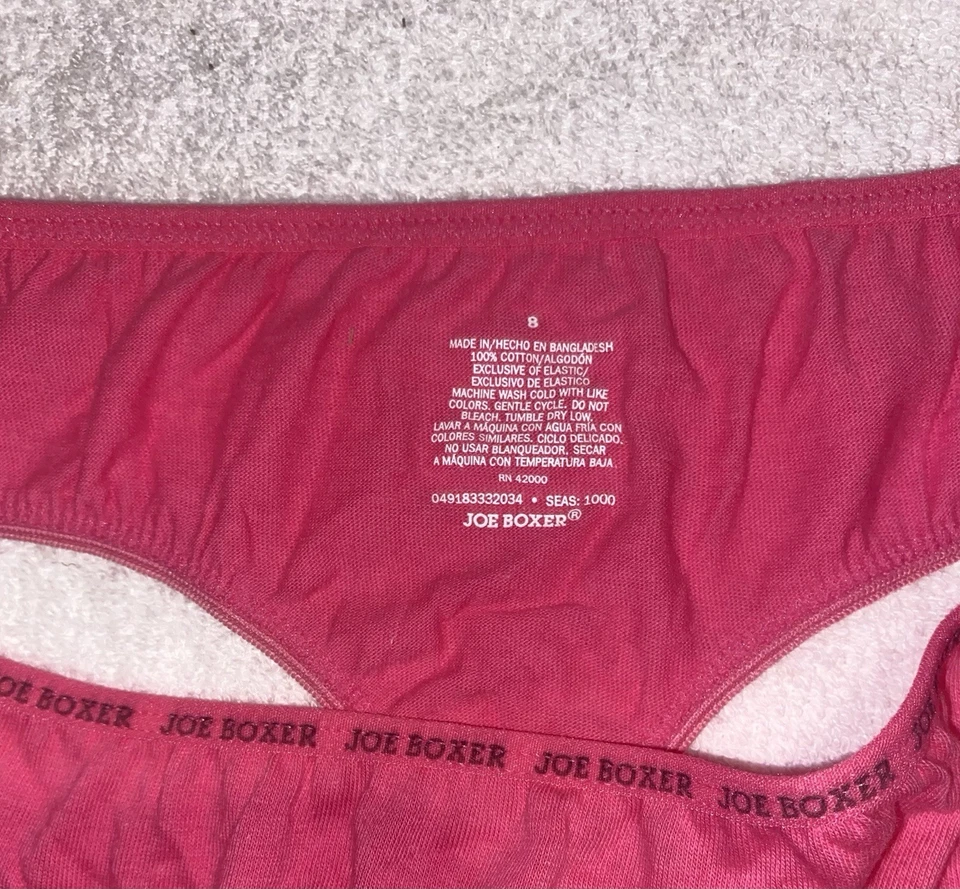 8
MADE IN/HECHO EN BANGLADESH
100% COTTON/ALGODÓN
EXCLUSIVE OF ELASTIC/
EXCLUSIVO DE ELASTICO
MACHINE WASH COLD WITH LIKE
COLORS. GENTLE CYCLE. DO NOT
BLEACH. TUMBLE DRY LOW.
LAVAR A MÁQUINA CON AGUA FRÍA CON
COLORES SIMILARES. CICLO DELICADO.
NO USAR BLANQUEADOR. SECAR
A MÁQUINA CON TEMPERATURA BAJA.
RN 42000
049183332034 • SEAS: 1000
JOE BOXER®
OE BOXER JOE BOXER JOE BOXER JOE BOXER JOE BOXER JOE